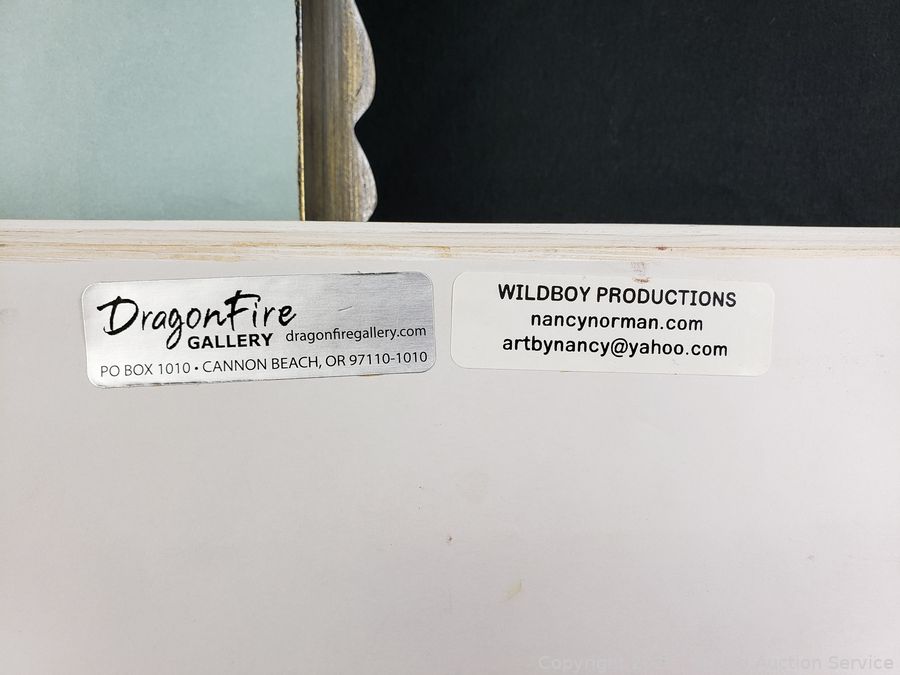 DragonFire
GALLERY dragonfiregallery.com
PO BOX 1010 • CANNON BEACH, OR 97110-1010
WILDBOY PRODUCTIONS
nancynorman.com
artbynancy@yahoo.com
Copyright Auction Service